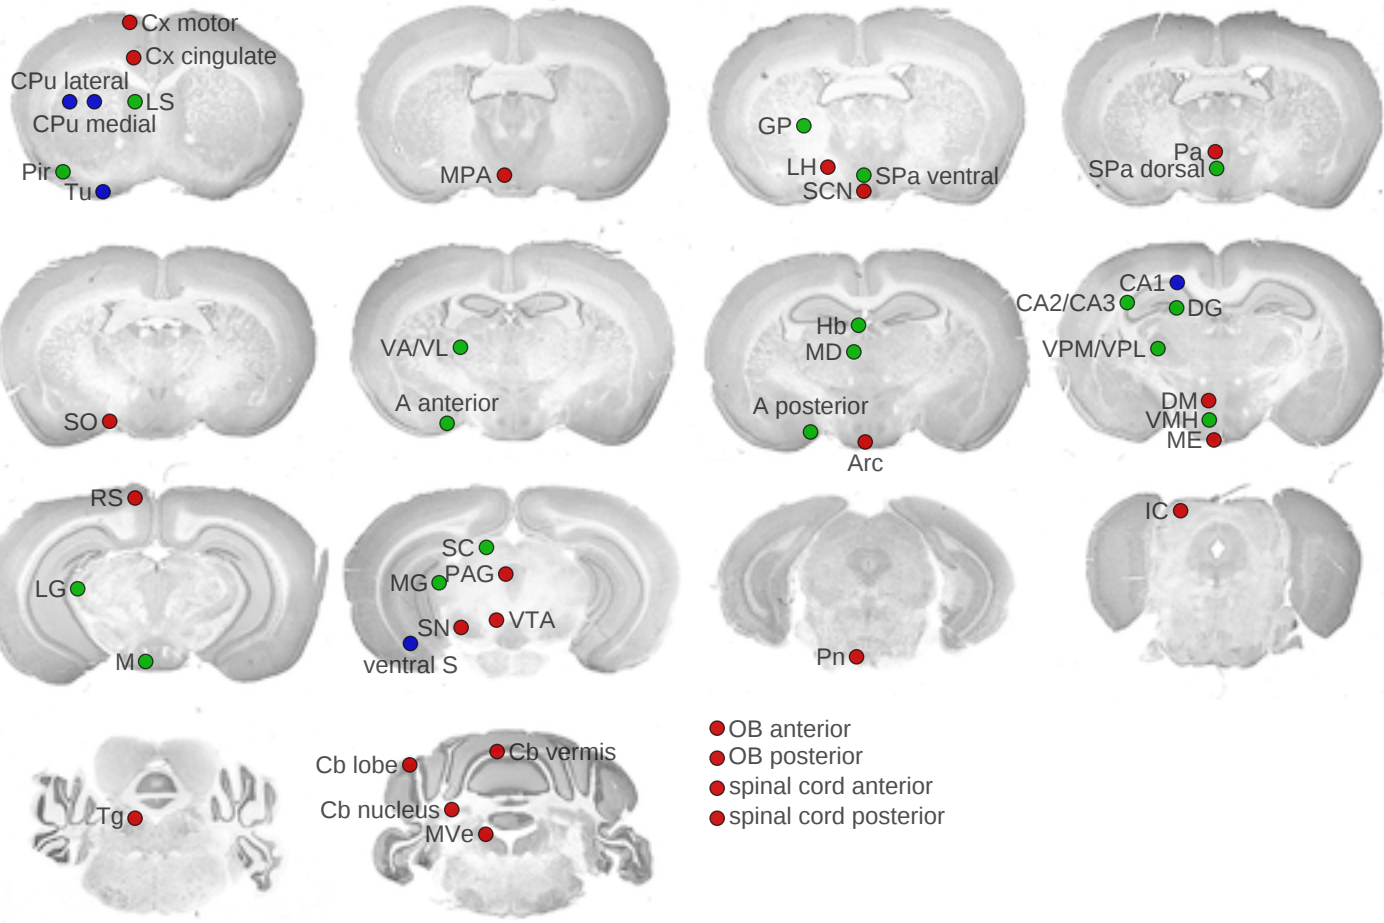 Cx motor
Cx cingulate
CPu lateral
LS
CPu medial
Pir
Tu
MPA
GP
LH
SPa ventral
SCN
Pa
SPa dorsal
SO
VA/VL
A anterior
Hb
MD
A posterior
Arc
CA1
CA2/CA3
DG
VPM/VPL
DM
VMH
ME
RS
LG
M
SC
MG
PAG
SN
VTA
ventral S
Pn
IC
Tg
Cb lobe
Cb vermis
Cb nucleus
MVe
OB anterior
OB posterior
spinal cord anterior
spinal cord posterior